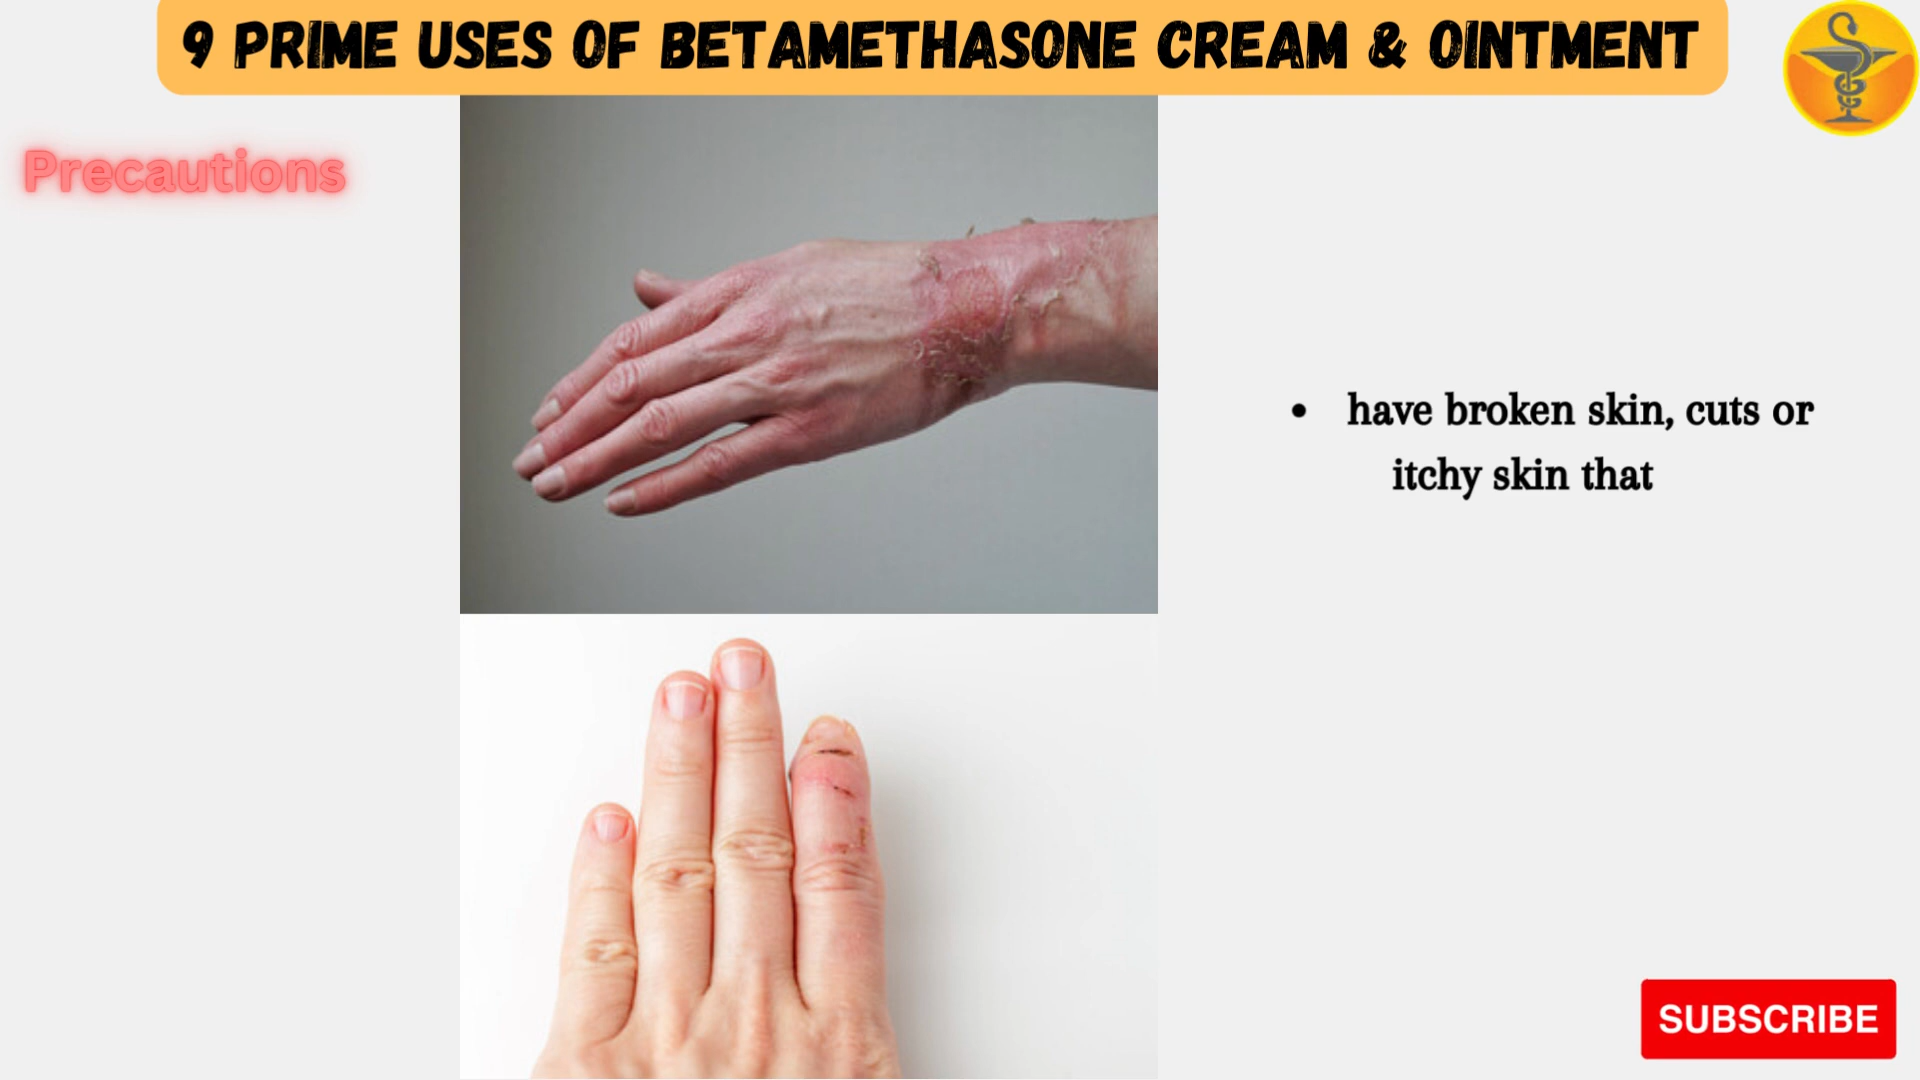 9 PRIME USES OF BETAMETHASONE CREAM & OINTMENT
Precautions
• have broken skin, cuts or
itchy skin that
SUBSCRIBE